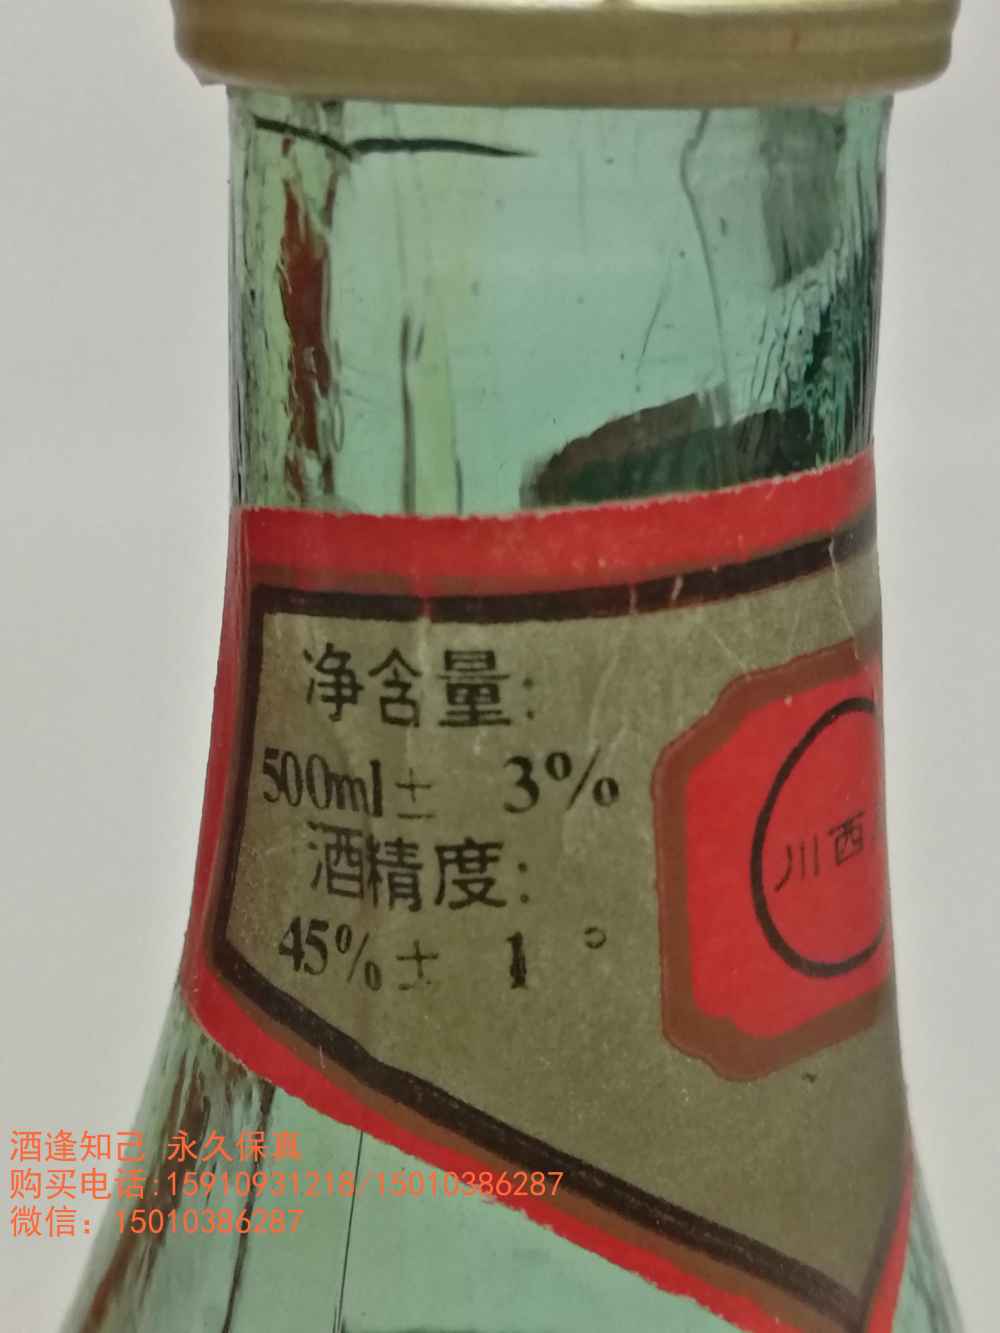 净含量:
500ml± 3%
酒精度:
45%± 1°
川西
酒逢知己 永久保真
购买电话:15910931218/15010386287
微信：15010386287